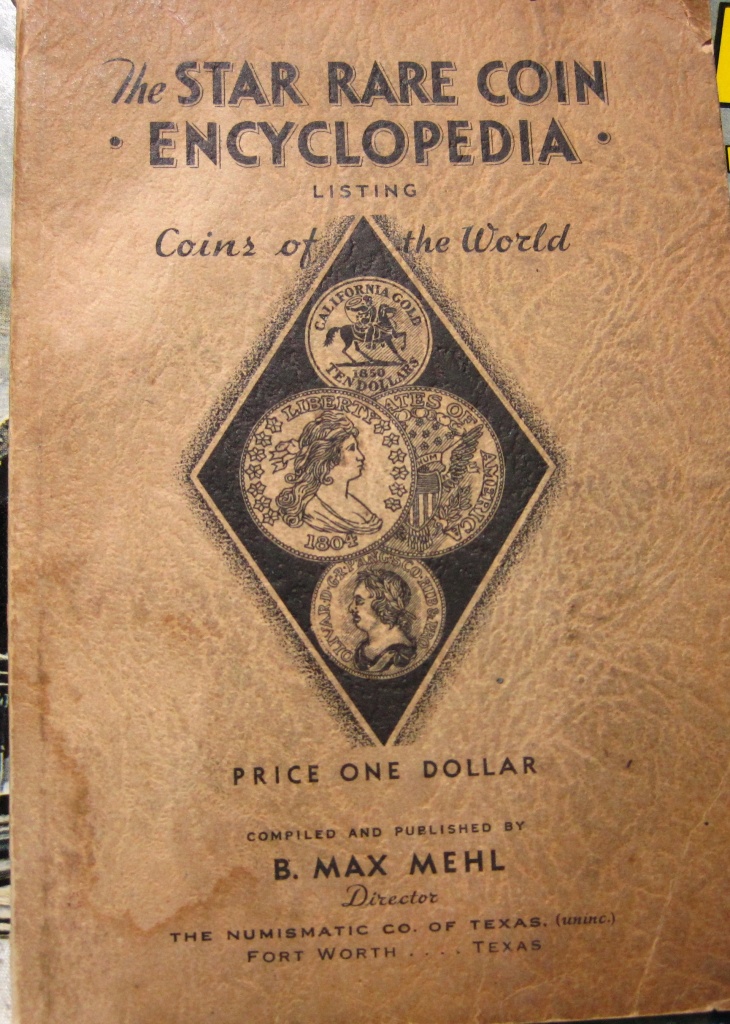 The STAR RARE COIN
• ENCYCLOPEDIA •
LISTING
Coins of the World
CALIFORNIA GOLD
1850
TEN DOLLARS
LIBERTY
1804
ATES OF
AMERICA
UM
PRICE ONE DOLLAR
COMPILED AND PUBLISHED BY
B. MAX MEHL
Director
THE NUMISMATIC CO. OF TEXAS, (uninc.)
FORT WORTH . . . . TEXAS